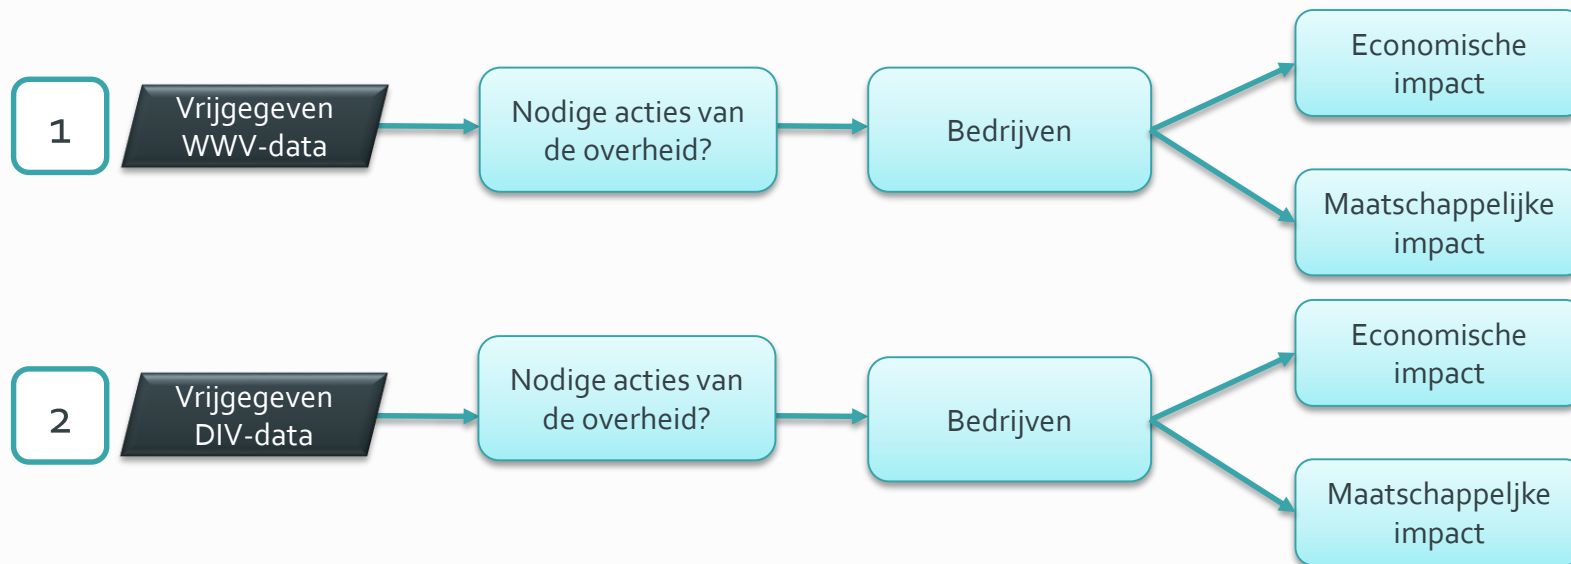 1
Vrijgegeven
WWV-data
Nodige acties van
de overheid?
Bedrijven
Economische
impact
Maatschappelijke
impact
2
Vrijgegeven
DIV-data
Nodige acties van
de overheid?
Bedrijven
Economische
impact
Maatschappeljke
impact